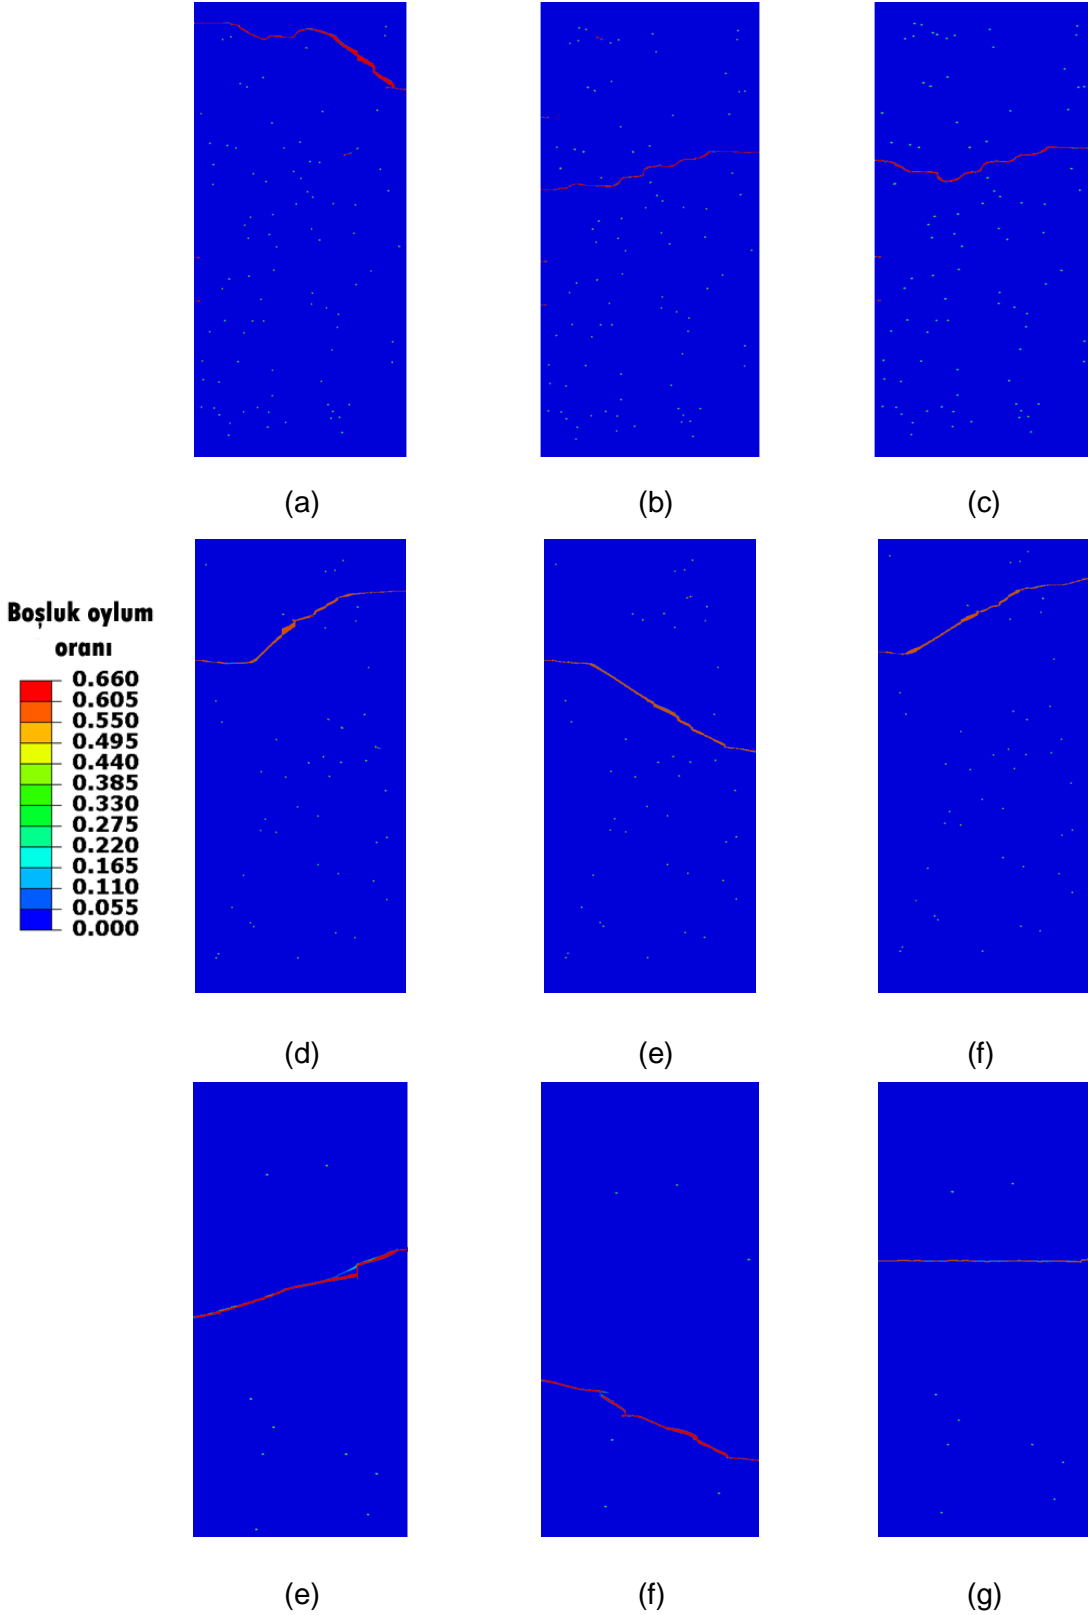 (a)
(b)
(c)
Boşluk oylum
oranı
0.660
0.605
0.550
0.495
0.440
0.385
0.330
0.275
0.220
0.165
0.110
0.055
0.000
(d)
(e)
(f)
(e)
(f)
(g)